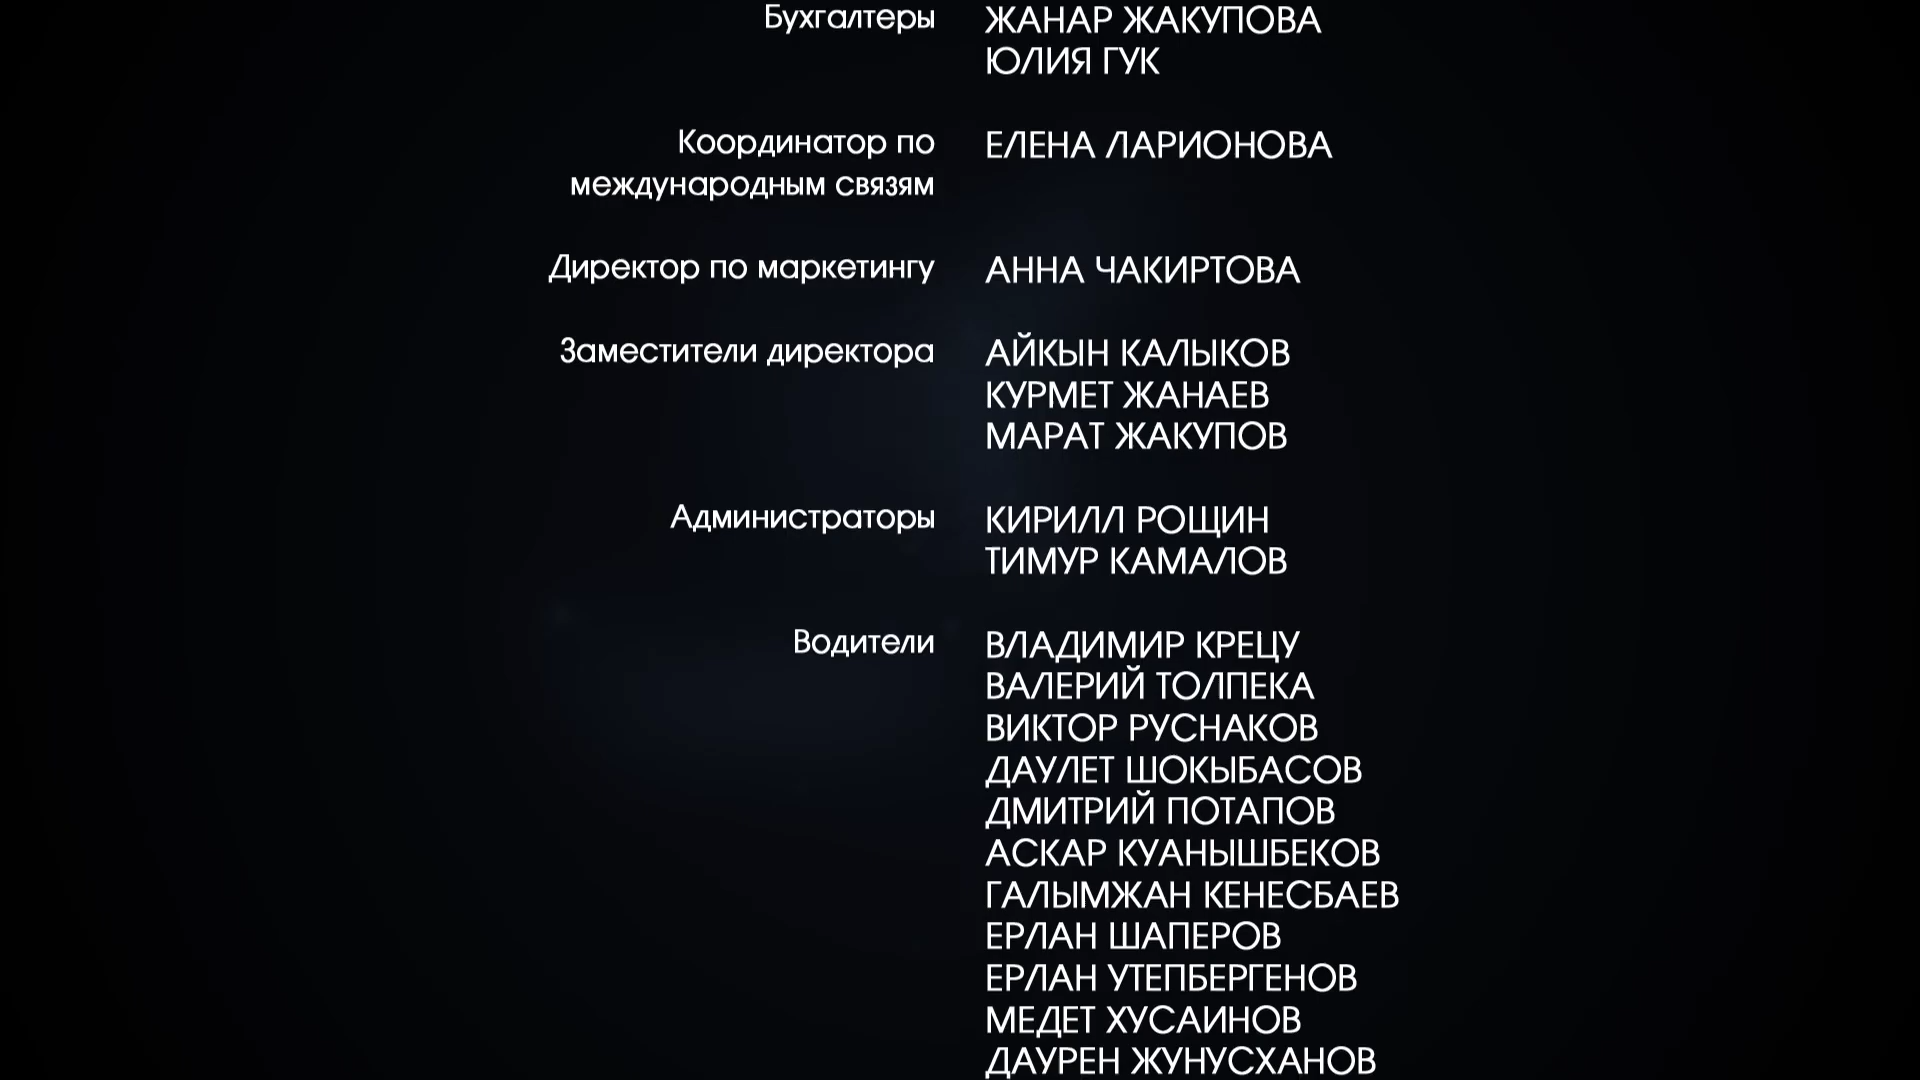 Бухгалтеры ЖАНАР ЖАКУПОВА
ЮЛИЯ ГУК
Координатор по ЕЛЕНА ЛАРИОНОВА
международным связям
Директор по маркетингу АННА ЧАКИРТОВА
Заместители директора АЙКЫН КАЛЫКОВ
КУРМЕТ ЖАНАЕВ
МАРАТ ЖАКУПОВ
Администраторы КИРИЛЛ РОЩИН
ТИМУР КАМАЛОВ
Водители ВЛАДИМИР КРЕЦУ
ВАЛЕРИЙ ТОЛПЕКА
ВИКТОР РУСНАКОВ
ДАУЛЕТ ШОКЫБАСОВ
ДМИТРИЙ ПОТАПОВ
АСКАР КУАНЫШБЕКОВ
ГАЛЫМЖАН КЕНЕСБАЕВ
ЕРЛАН ШАПЕРОВ
ЕРЛАН УТЕПБЕРГЕНОВ
МЕДЕТ ХУСАИНОВ
ДАУРЕН ЖУНУСХАНОВ